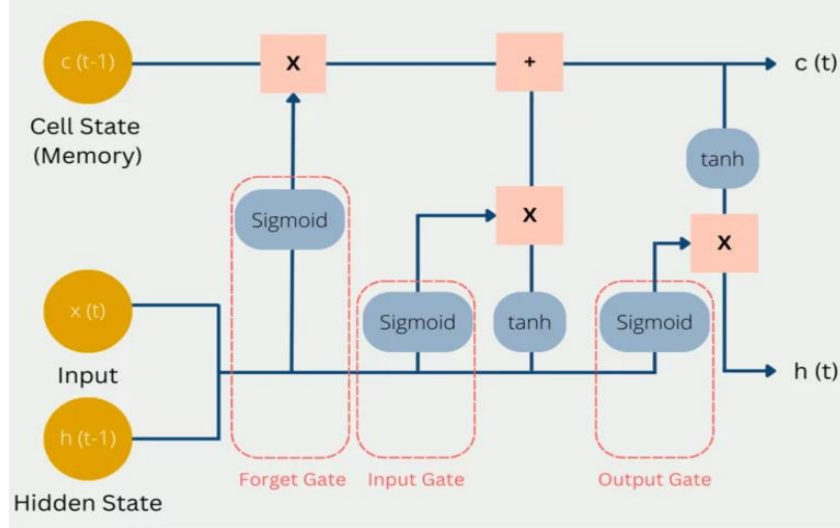 c (t-1)
X
+
c (t)
Cell State
(Memory)
tanh
Sigmoid
X
X
x (t)
Sigmoid
tanh
Sigmoid
Input
h (t)
h (t-1)
Forget Gate
Input Gate
Output Gate
Hidden State